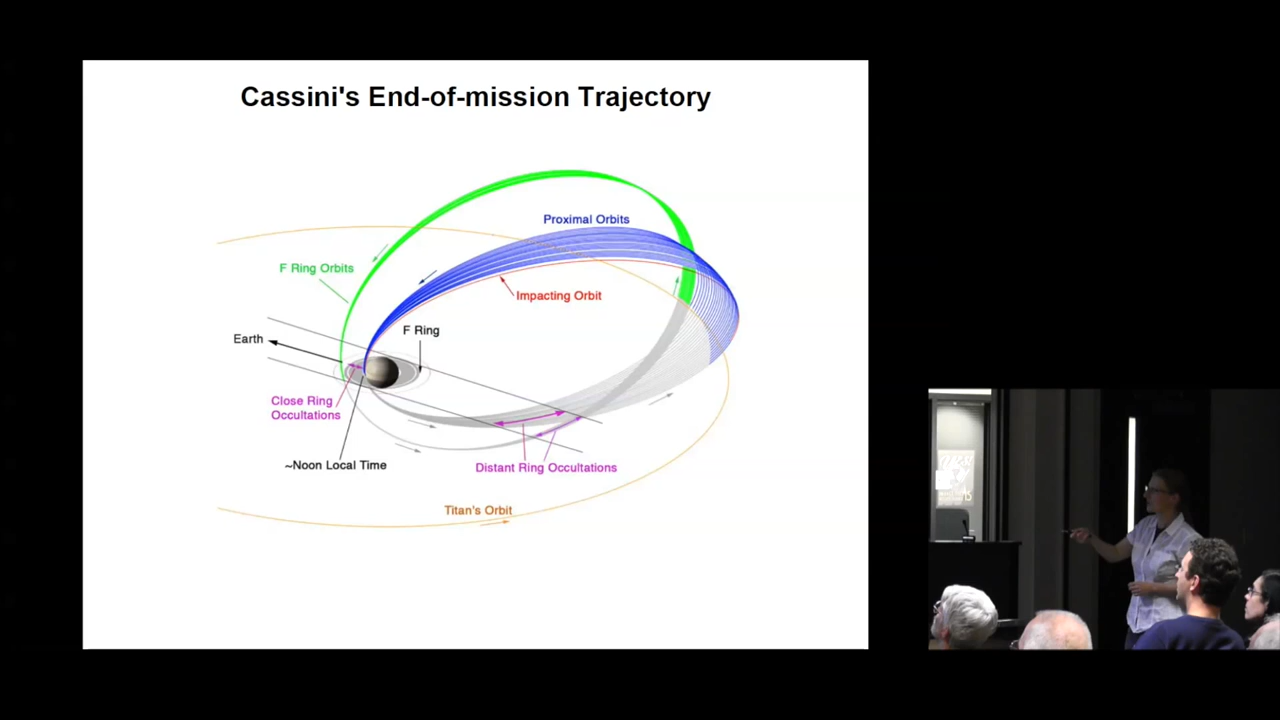 Cassini's End-of-mission Trajectory
Proximal Orbits
F Ring Orbits
Impacting Orbit
F Ring
Earth
Close Ring
Occultations
~Noon Local Time
Distant Ring Occultations
Titan's Orbit